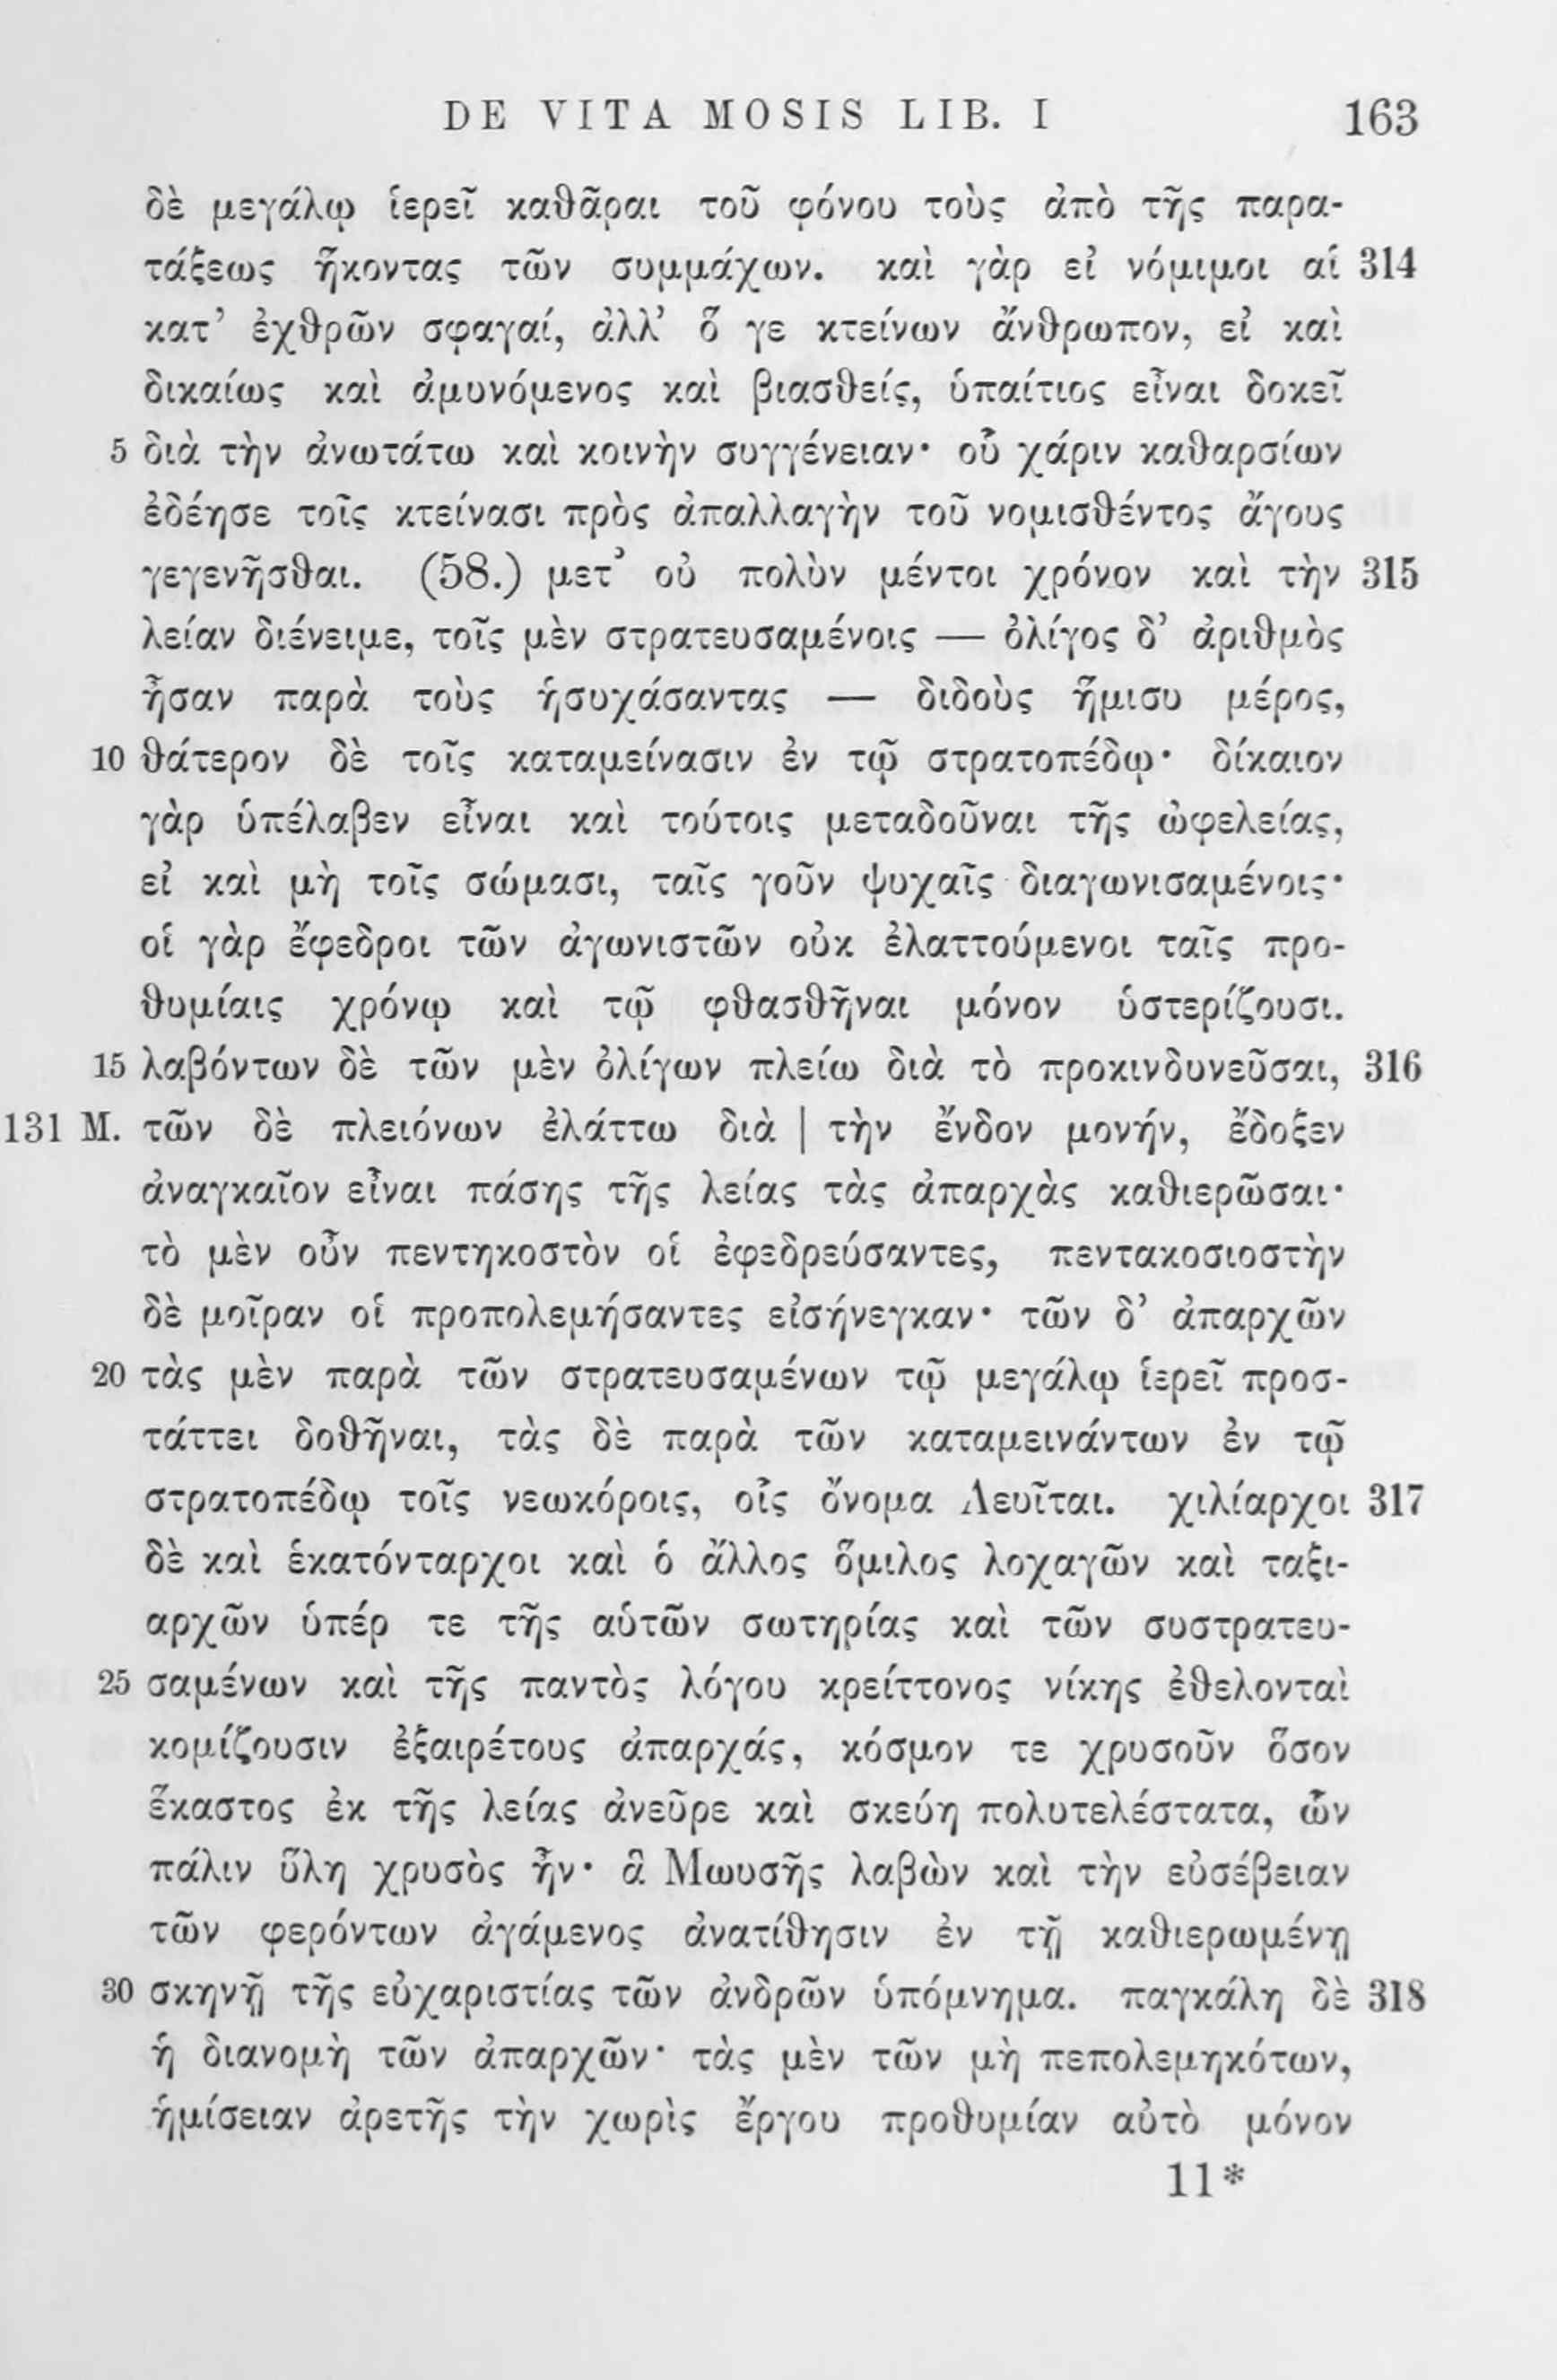 DE VITA MOSIS LIB. I 163
δὲ μεγάλῳ ἱερεῖ καθᾶραι τοῦ φόνου τοὺς ἀπὸ τῆς παρα-
τάξεως ἥκοντας τῶν συμμάχων. καὶ γὰρ εἰ νόμιμοι αἱ 314
κατ’ ἐχθρῶν σφαγαί, ἀλλ’ ὅ γε κτείνων ἄνθρωπον, εἰ καὶ
δικαίως καὶ ἀμυνόμενος καὶ βιασθείς, ὑπαίτιος εἶναι δοκεῖ
5 διὰ τὴν ἀνωτάτω καὶ κοινὴν συγγένειαν· οὗ χάριν καθαρσίων
ἐδέησε τοῖς κτείνασι πρὸς ἀπαλλαγὴν τοῦ νομισθέντος ἄγους
γεγενῆσθαι. (58.) μετ’ οὐ πολὺν μέντοι χρόνον καὶ τὴν 315
λείαν διένειμε, τοῖς μὲν στρατευσαμένοις — ὀλίγος δ’ ἀριθμὸς
ἦσαν παρὰ τοὺς ἡσυχάσαντας — διδοὺς ἥμισυ μέρος,
10 θάτερον δὲ τοῖς καταμείνασιν ἐν τῷ στρατοπέδῳ· δίκαιον
γὰρ ὑπέλαβεν εἶναι καὶ τούτοις μεταδοῦναι τῆς ὠφελείας,
εἰ καὶ μὴ τοῖς σώμασι, ταῖς γοῦν ψυχαῖς διαγωνισαμένοις·
οἱ γὰρ ἔφεδροι τῶν ἀγωνιστῶν οὐκ ἐλαττούμενοι ταῖς προ-
θυμίαις χρόνῳ καὶ τῷ φθασθῆναι μόνον ὑστερίζουσι.
15 λαβόντων δὲ τῶν μὲν ὀλίγων πλείω διὰ τὸ προκινδυνεῦσαι, 316
131 M. τῶν δὲ πλειόνων ἐλάττω διὰ | τὴν ἔνδον μονήν, ἔδοξεν
ἀναγκαῖον εἶναι πάσης τῆς λείας τὰς ἀπαρχὰς καθιερῶσαι·
τὸ μὲν οὖν πεντηκοστὸν οἱ ἐφεδρεύσαντες, πεντακοσιοστὴν
δὲ μοῖραν οἱ προπολεμήσαντες εἰσήνεγκαν· τῶν δ’ ἀπαρχῶν
20 τὰς μὲν παρὰ τῶν στρατευσαμένων τῷ μεγάλῳ ἱερεῖ προσ-
τάττει δοθῆναι, τὰς δὲ παρὰ τῶν καταμεινάντων ἐν τῷ
στρατοπέδῳ τοῖς νεωκόροις, οἷς ὄνομα Λευῖται. χιλίαρχοι 317
δὲ καὶ ἑκατόνταρχοι καὶ ὁ ἄλλος ὅμιλος λοχαγῶν καὶ ταξι-
αρχῶν ὑπέρ τε τῆς αὑτῶν σωτηρίας καὶ τῶν συστρατευ-
25 σαμένων καὶ τῆς παντὸς λόγου κρείττονος νίκης ἐθελονταὶ
κομίζουσιν ἐξαιρέτους ἀπαρχάς, κόσμον τε χρυσοῦν ὅσον
ἕκαστος ἐκ τῆς λείας ἀνεῦρε καὶ σκεύη πολυτελέστατα, ὧν
πάλιν ὕλη χρυσὸς ἦν· ἃ Μωυσῆς λαβὼν καὶ τὴν εὐσέβειαν
τῶν φερόντων ἀγάμενος ἀνατίθησιν ἐν τῇ καθιερωμένῃ
30 σκηνῇ τῆς εὐχαριστίας τῶν ἀνδρῶν ὑπόμνημα. παγκάλη δὲ 318
ἡ διανομὴ τῶν ἀπαρχῶν· τὰς μὲν τῶν μὴ πεπολεμηκότων,
ἡμίσειαν ἀρετῆς τὴν χωρὶς ἔργου προθυμίαν αὐτὸ μόνον
11*